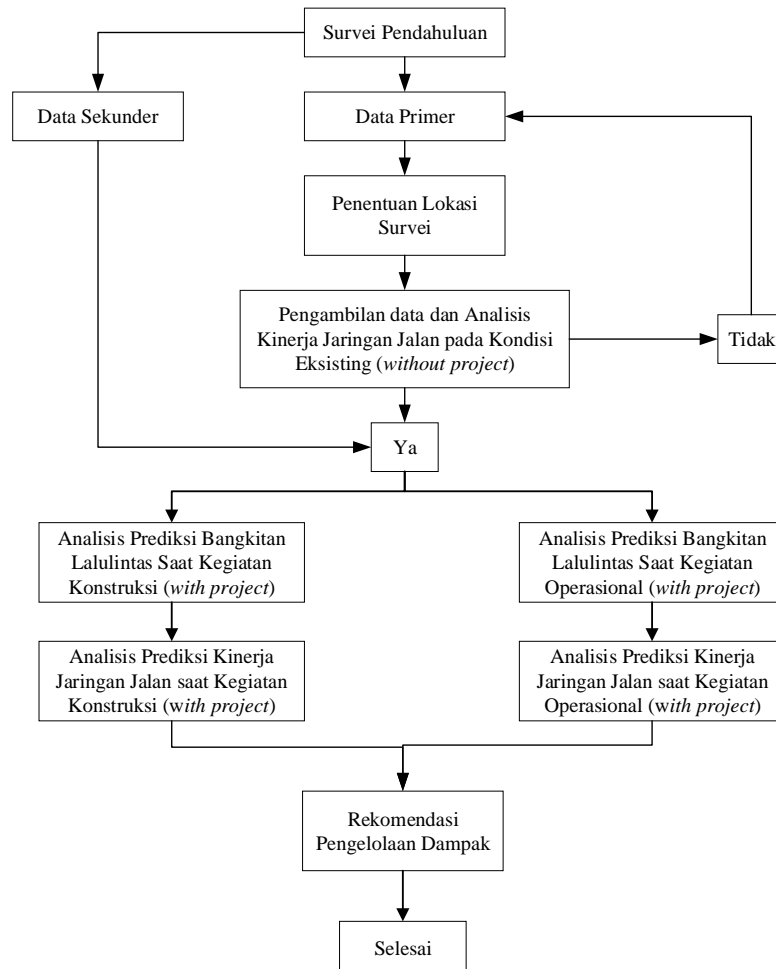 Survei Pendahuluan
Data Sekunder
Data Primer
Penentuan Lokasi
Survei
Pengambilan data dan Analisis
Kinerja Jaringan Jalan pada Kondisi
Eksisting (without project)
Tidak
Ya
Analisis Prediksi Bangkitan
Lalulintas Saat Kegiatan
Konstruksi (with project)
Analisis Prediksi Bangkitan
Lalulintas Saat Kegiatan
Operasional (with project)
Analisis Prediksi Kinerja
Jaringan Jalan saat Kegiatan
Konstruksi (with project)
Analisis Prediksi Kinerja
Jaringan Jalan saat Kegiatan
Operasional (with project)
Rekomendasi
Pengelolaan Dampak
Selesai